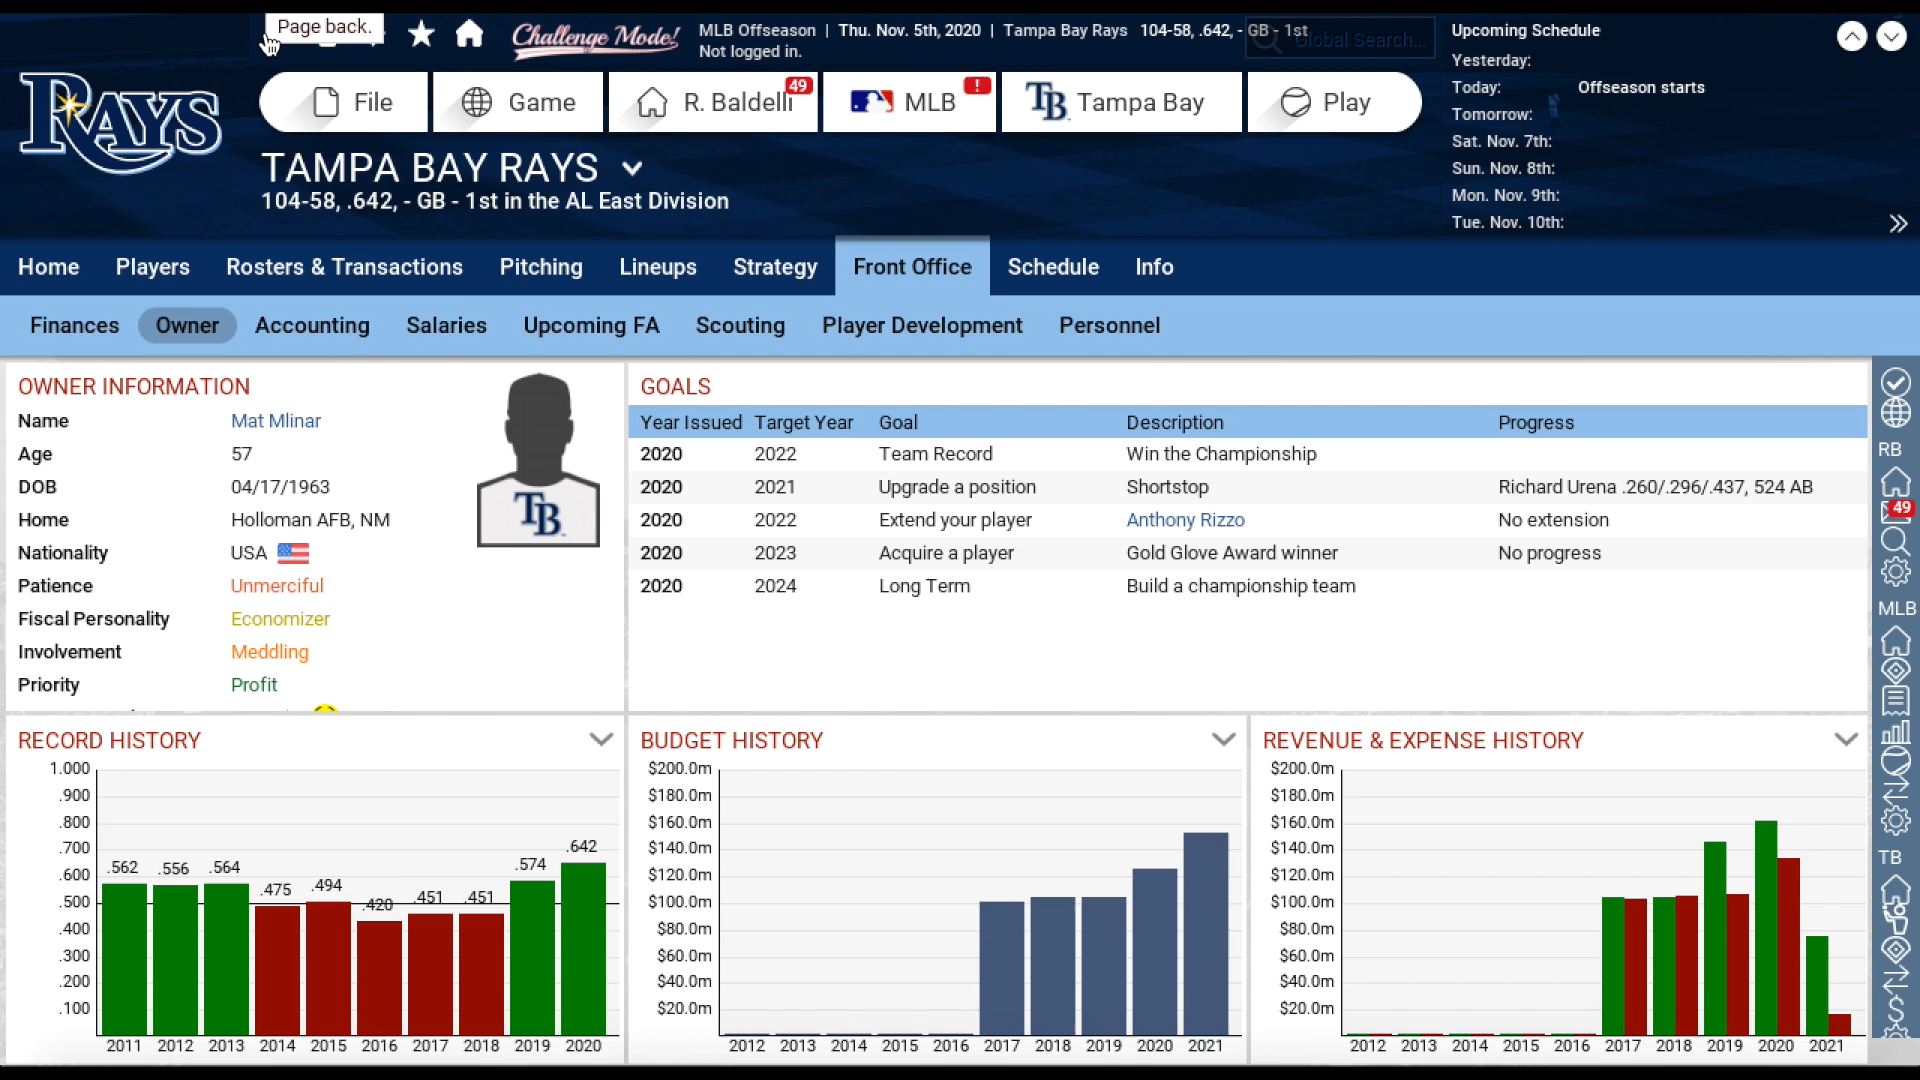 Page back.
Challenge Mode!
MLB Offseason | Thu. Nov. 5th, 2020 | Tampa Bay Rays 104-58, .642, - GB - 1st
Not logged in.
Global Search...
Upcoming Schedule
Yesterday:
Today: Offseason starts
Tomorrow:
Sat. Nov. 7th:
Sun. Nov. 8th:
Mon. Nov. 9th:
Tue. Nov. 10th:
RAYS
File
Game
R. Baldelli 49
MLB !
TB Tampa Bay
Play
TAMPA BAY RAYS
104-58, .642, - GB - 1st in the AL East Division
Home Players Rosters & Transactions Pitching Lineups Strategy Front Office Schedule Info
Finances Owner Accounting Salaries Upcoming FA Scouting Player Development Personnel
OWNER INFORMATION
Name Mat Mlinar
Age 57
DOB 04/17/1963
Home Holloman AFB, NM
Nationality USA
Patience Unmerciful
Fiscal Personality Economizer
Involvement Meddling
Priority Profit
TB
GOALS
Year Issued Target Year Goal Description Progress
2020 2022 Team Record Win the Championship
2020 2021 Upgrade a position Shortstop Richard Urena .260/.296/.437, 524 AB
2020 2022 Extend your player Anthony Rizzo No extension
2020 2023 Acquire a player Gold Glove Award winner No progress
2020 2024 Long Term Build a championship team
RB
49
MLB
TB
RECORD HISTORY
1.000
.900
.800
.700
.600
.500
.400
.300
.200
.100
.562 .556 .564 .475 .494 .420 .451 .451 .574 .642
2011 2012 2013 2014 2015 2016 2017 2018 2019 2020
BUDGET HISTORY
$200.0m
$180.0m
$160.0m
$140.0m
$120.0m
$100.0m
$80.0m
$60.0m
$40.0m
$20.0m
2012 2013 2014 2015 2016 2017 2018 2019 2020 2021
REVENUE & EXPENSE HISTORY
$200.0m
$180.0m
$160.0m
$140.0m
$120.0m
$100.0m
$80.0m
$60.0m
$40.0m
$20.0m
2012 2013 2014 2015 2016 2017 2018 2019 2020 2021